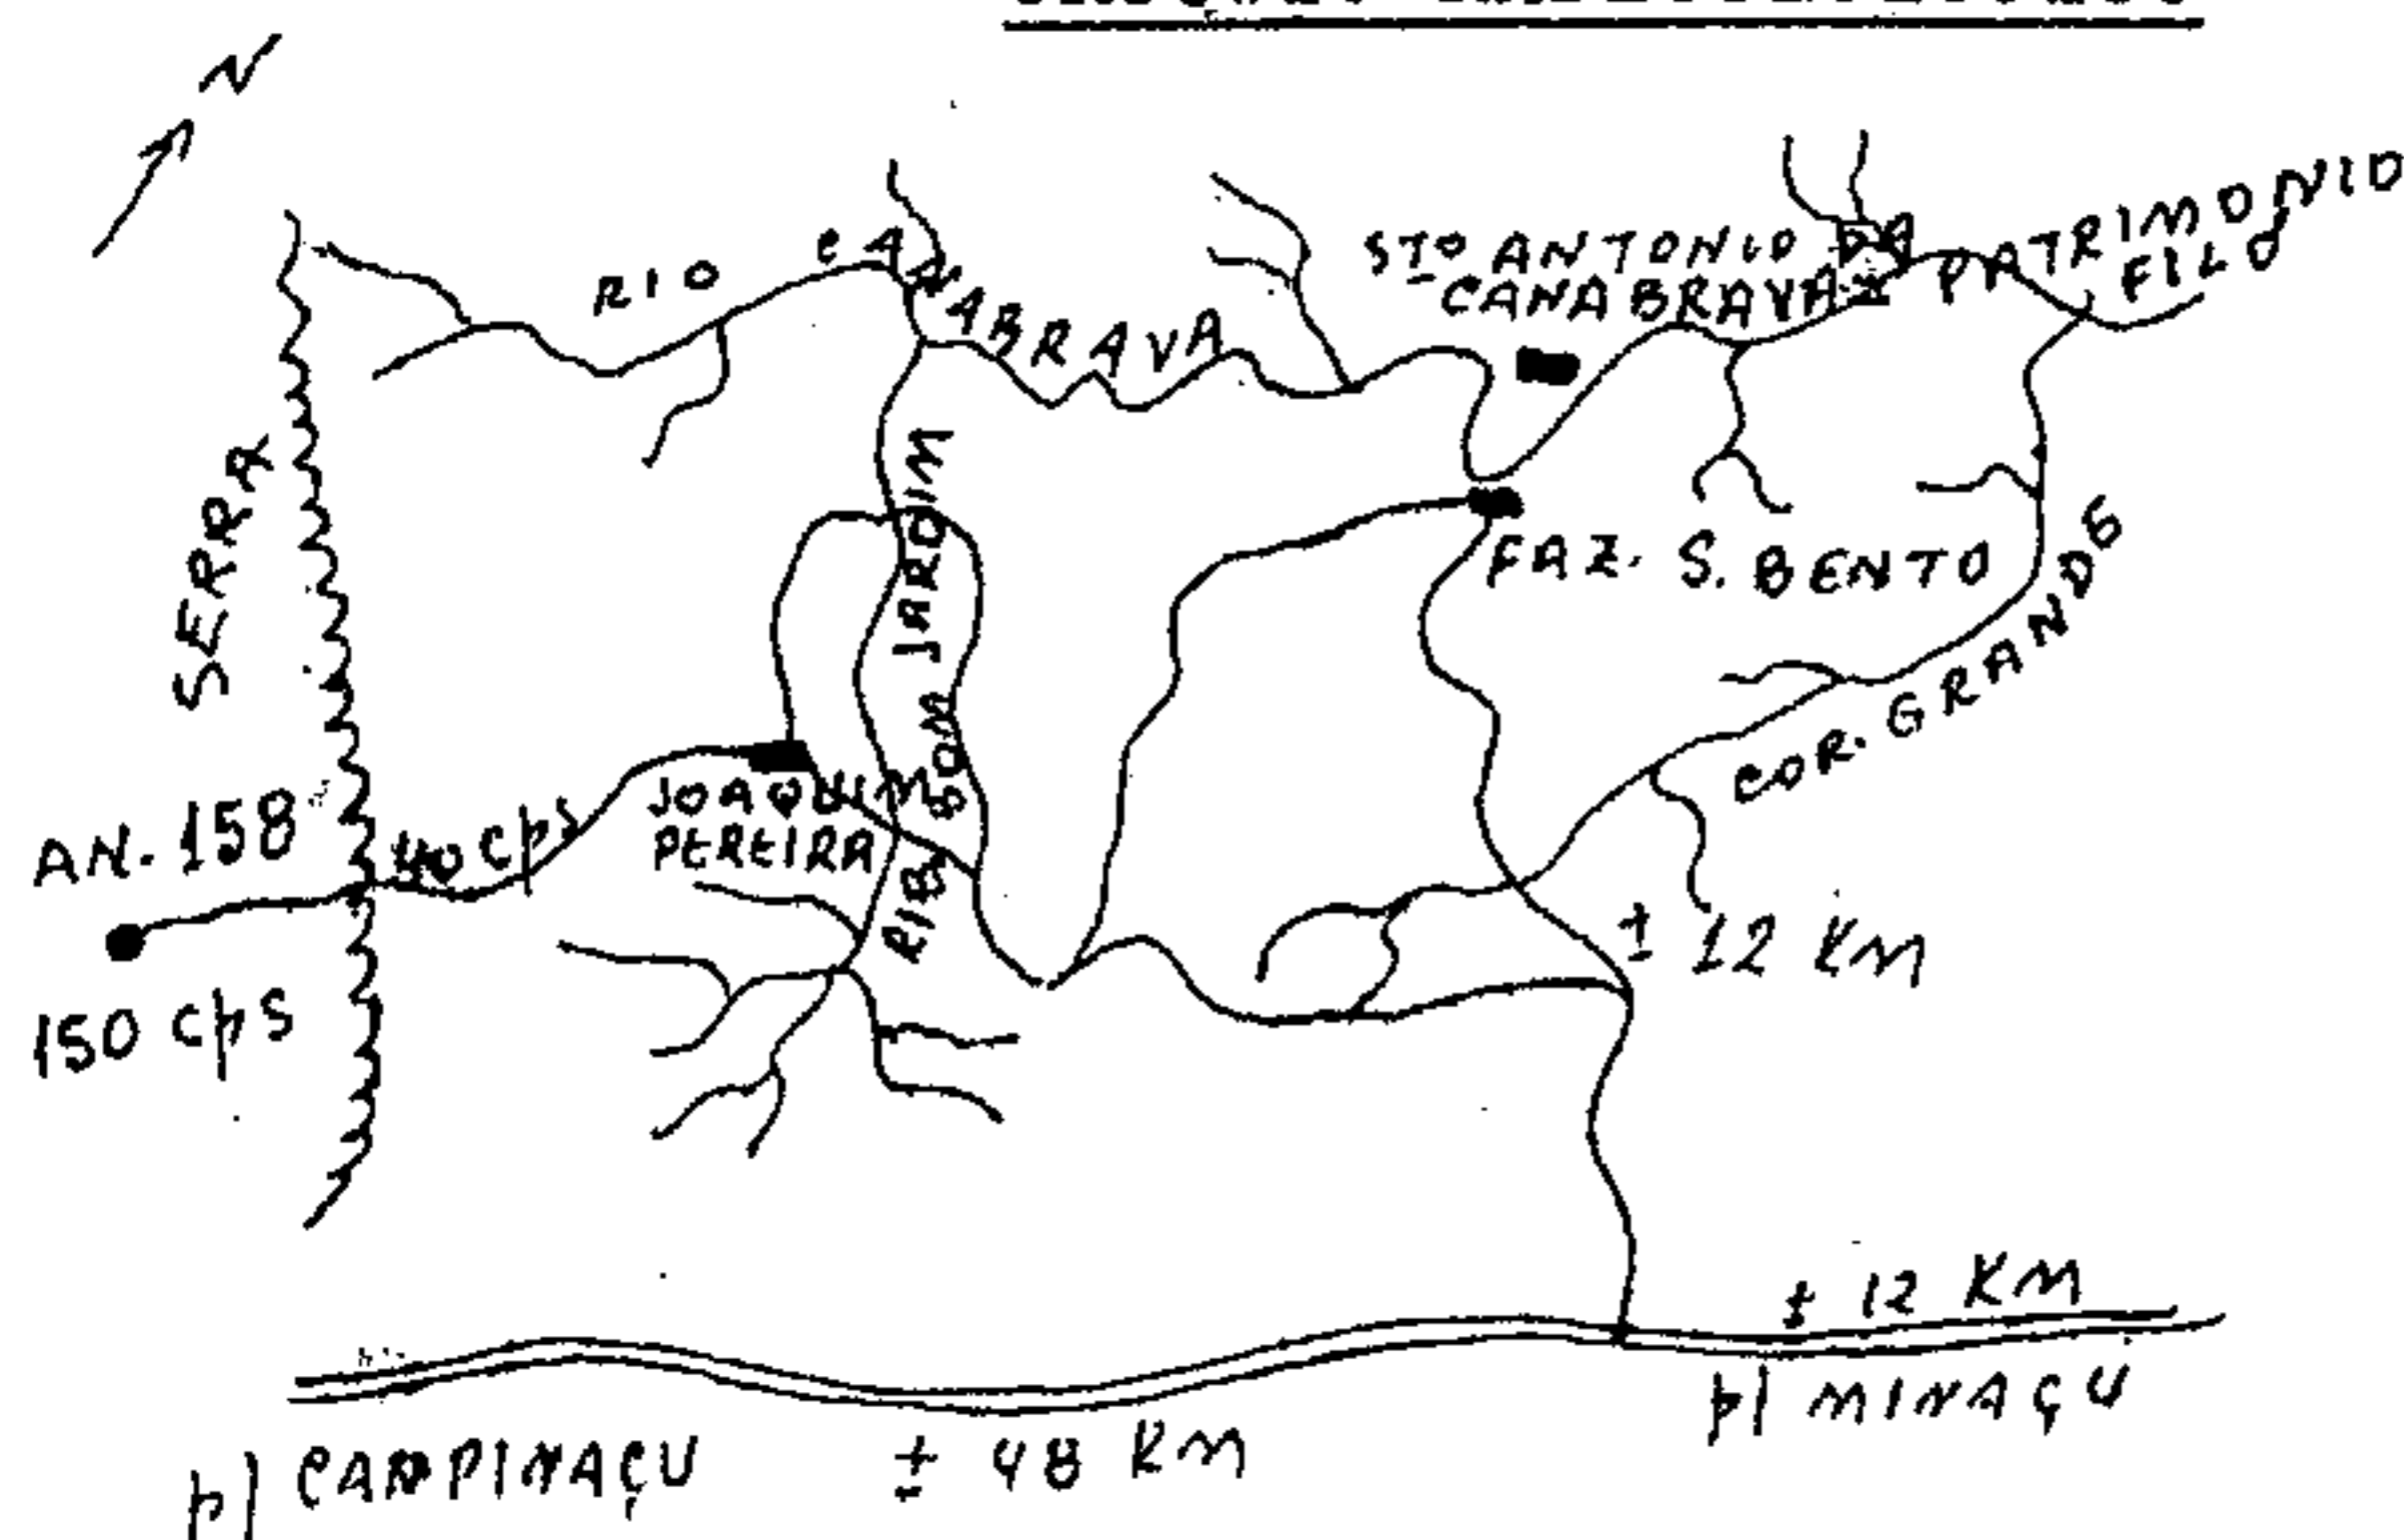 N
RIO CANABRAVA
STO ANTONIO DA
CANABRAVA
PATRIMONIO
FILÓ
SERRA
RIB BOM JARDIM
FAZ. S. BENTO
COR. GRANDE
AN. 158
40 cps
JOAQUIM
PEREIRA
150 cps
± 12 KM
± 12 KM
p/ MINAÇU
p/ CAMPINAÇU ± 48 KM